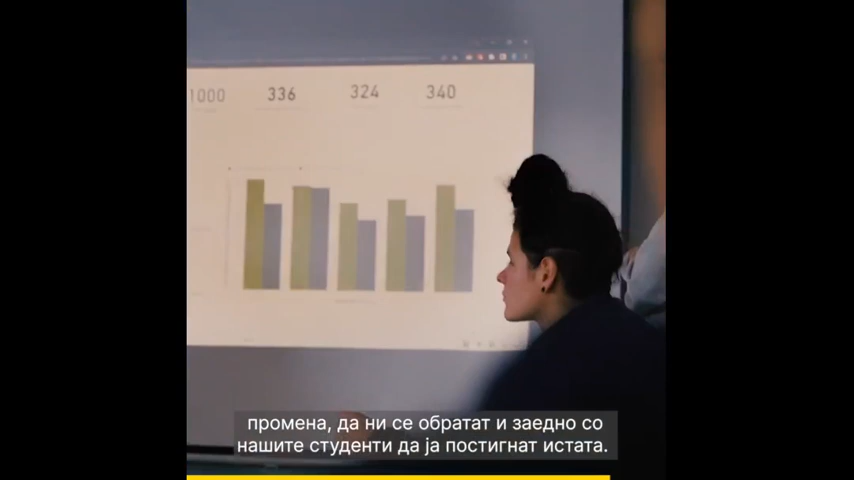 1000 336 324 340
промена, да ни се обратат и заедно со
нашите студенти да ја постигнат истата.